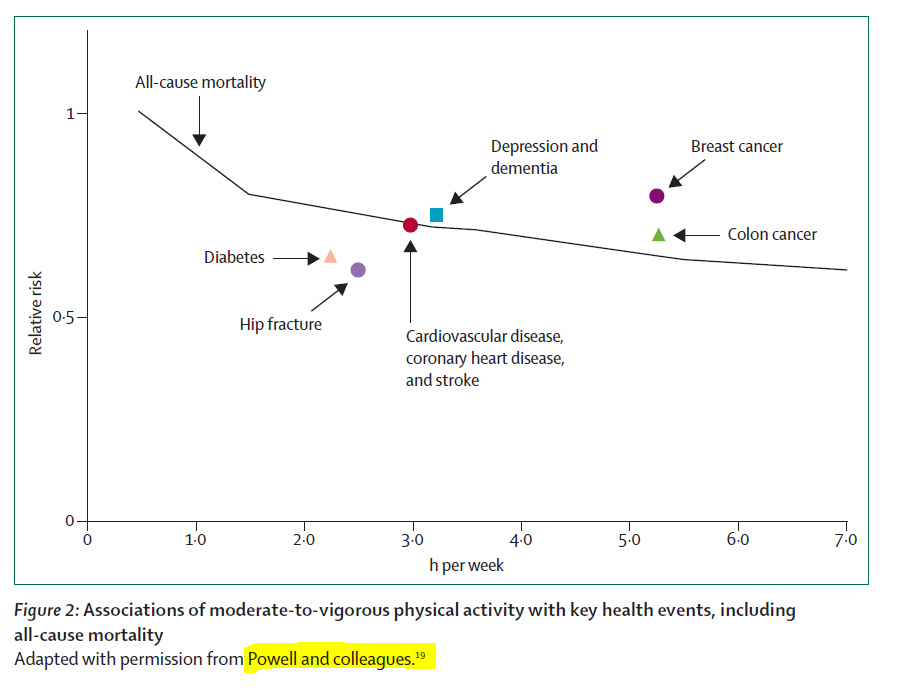 All-cause mortality
1
Depression and
dementia
Breast cancer
Colon cancer
Diabetes
Hip fracture
Cardiovascular disease,
coronary heart disease,
and stroke
Relative risk
0·5
0
0 1·0 2·0 3·0 4·0 5·0 6·0 7·0
h per week
Figure 2: Associations of moderate-to-vigorous physical activity with key health events, including
all-cause mortality
Adapted with permission from Powell and colleagues.¹⁹